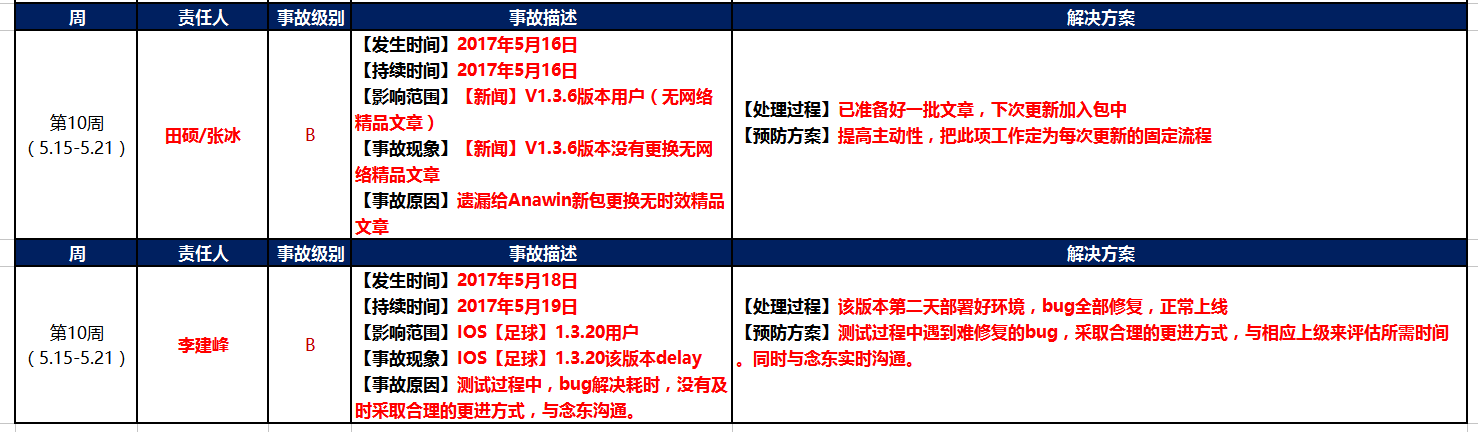 周 责任人 事故级别 事故描述 解决方案
第10周
（5.15-5.21）
田硕/张冰
B
【发生时间】2017年5月16日
【持续时间】2017年5月16日
【影响范围】【新闻】V1.3.6版本用户（无网络
精品文章）
【事故现象】【新闻】V1.3.6版本没有更换无网
络精品文章
【事故原因】遗漏给Anawin新包更换无时效精品
文章
【处理过程】已准备好一批文章，下次更新加入包中
【预防方案】提高主动性，把此项工作定为每次更新的固定流程
周 责任人 事故级别 事故描述 解决方案
第10周
（5.15-5.21）
李建峰
B
【发生时间】2017年5月18日
【持续时间】2017年5月19日
【影响范围】IOS【足球】1.3.20用户
【事故现象】IOS【足球】1.3.20该版本delay
【事故原因】测试过程中，bug解决耗时，没有及
时采取合理的更进方式，与念东沟通。
【处理过程】该版本第二天部署好环境，bug全部修复，正常上线
【预防方案】测试过程中遇到难修复的bug，采取合理的更进方式，与相应上级来评估所需时间
。同时与念东实时沟通。